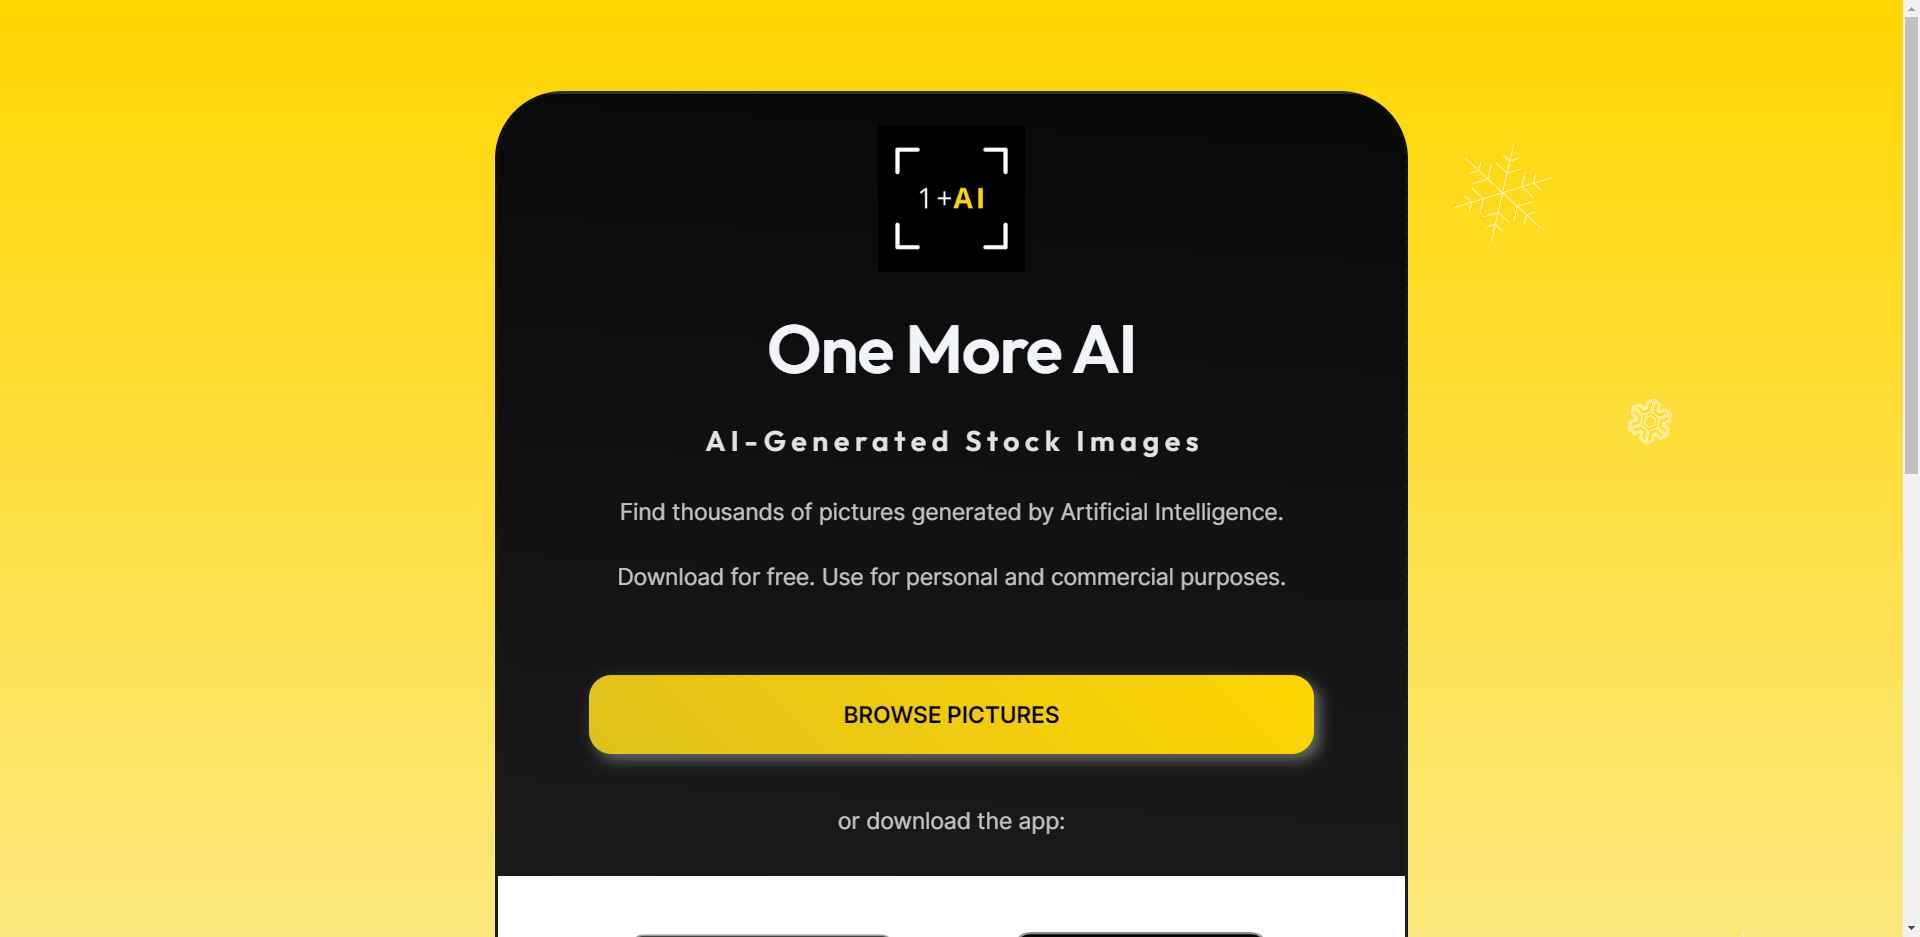 1+AI
One More AI
AI-Generated Stock Images
Find thousands of pictures generated by Artificial Intelligence.
Download for free. Use for personal and commercial purposes.
BROWSE PICTURES
or download the app: